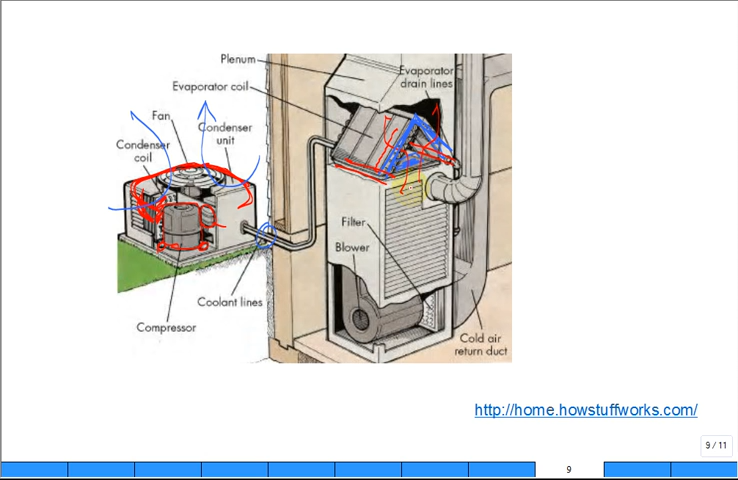 Plenum
Evaporator coil
Evaporator
drain lines
Fan
Condenser
unit
Condenser
coil
Filter
Blower
Coolant lines
Compressor
Cold air
return duct
http://home.howstuffworks.com/
9 / 11
9